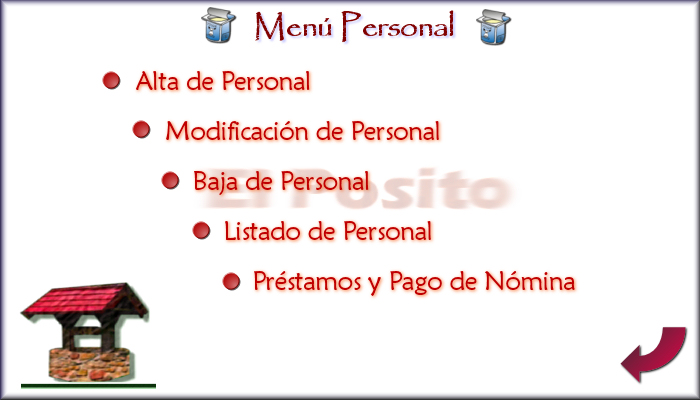 Menú Personal
Alta de Personal
Modificación de Personal
Baja de Personal
El Posito
Listado de Personal
Préstamos y Pago de Nómina